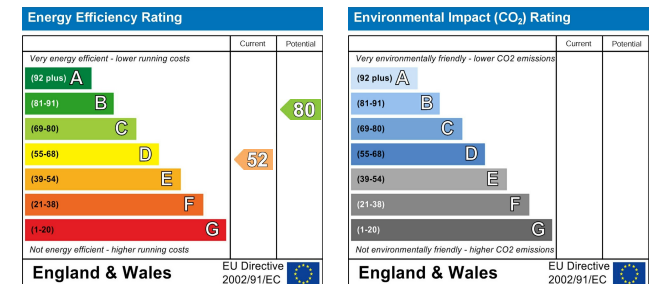 Energy Efficiency Rating
Current Potential
Very energy efficient - lower running costs
(92 plus) A
(81-91) B
80
(69-80) C
(55-68) D
52
(39-54) E
(21-38) F
(1-20) G
Not energy efficient - higher running costs
England & Wales
EU Directive
2002/91/EC
Environmental Impact (CO₂) Rating
Current Potential
Very environmentally friendly - lower CO2 emissions
(92 plus) A
(81-91) B
(69-80) C
(55-68) D
(39-54) E
(21-38) F
(1-20) G
Not environmentally friendly - higher CO2 emissions
England & Wales
EU Directive
2002/91/EC